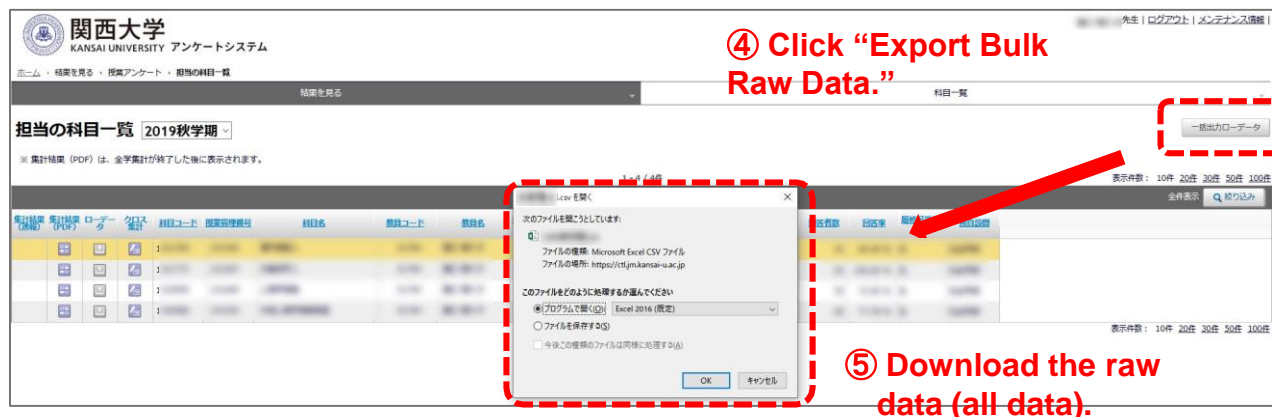 関西大学
KANSAI UNIVERSITY アンケートシステム
先生 | ログアウト | メンテナンス情報 |
④ Click “Export Bulk
Raw Data.”
ホーム › 結果を見る › 授業アンケート › 担当の科目一覧
結果を見る
科目一覧
担当の科目一覧 2019秋学期
一括出力ローデータ
※ 集計結果（PDF）は、全学集計が終了した後に表示されます。
1 - 4 / 4件
表示件数： 10件 20件 30件 50件 100件
全件表示 絞り込み
集計結果(速報) 集計結果(PDF) ローデータ クロス集計 科目コード 授業管理番号 科目名 教員コード 教員名 回答率
1
1
1
1
.csv を開く
次のファイルを開こうとしています:
ファイルの種類: Microsoft Excel CSV ファイル
ファイルの場所: https://ctl.jm.kansai-u.ac.jp
このファイルをどのように処理するか選んでください
プログラムで開く(O): Excel 2016 (既定)
ファイルを保存する(S)
今後この種類のファイルは同様に処理する(A)
OK キャンセル
表示件数： 10件 20件 30件 50件 100件
⑤ Download the raw
data (all data).